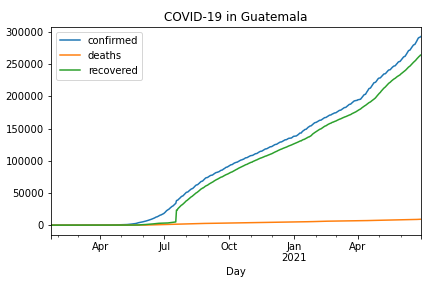 COVID-19 in Guatemala
confirmed
deaths
recovered
300000
250000
200000
150000
100000
50000
0
Apr Jul Oct Jan Apr
2021
Day